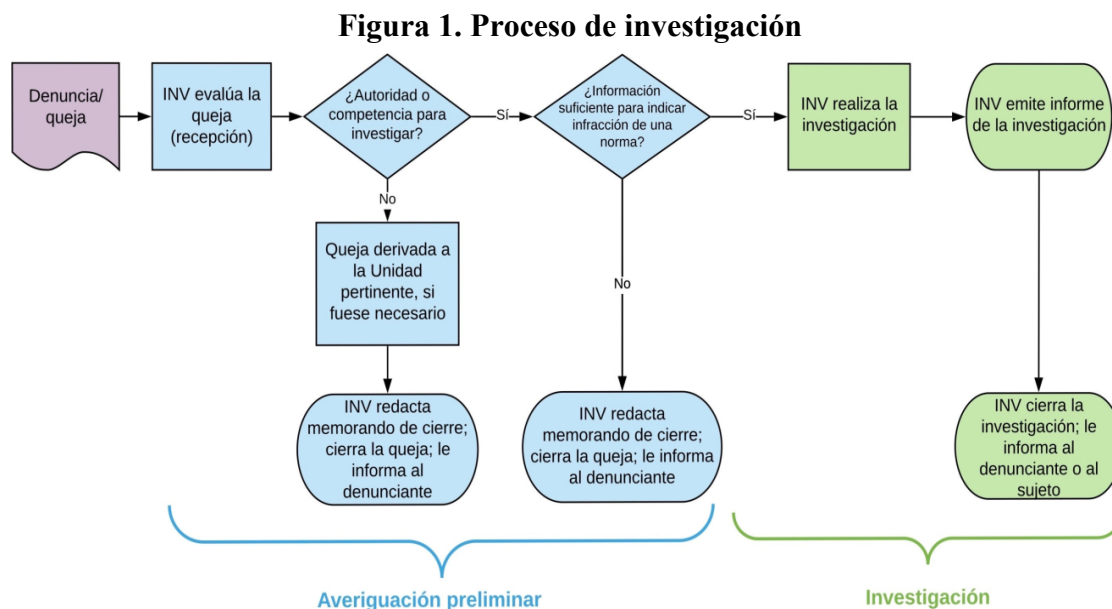 Figura 1. Proceso de investigación
Denuncia/
queja
INV evalúa la
queja
(recepción)
¿Autoridad o
competencia para
investigar?
Sí
¿Información
suficiente para indicar
infracción de una
norma?
Sí
INV realiza la
investigación
INV emite informe
de la investigación
No
Queja derivada a
la Unidad
pertinente, si
fuese necesario
No
INV redacta
memorando de cierre;
cierra la queja; le
informa al
denunciante
INV redacta
memorando de cierre;
cierra la queja; le informa
al denunciante
INV cierra la
investigación; le
informa al
denunciante o al
sujeto
Averiguación preliminar
Investigación